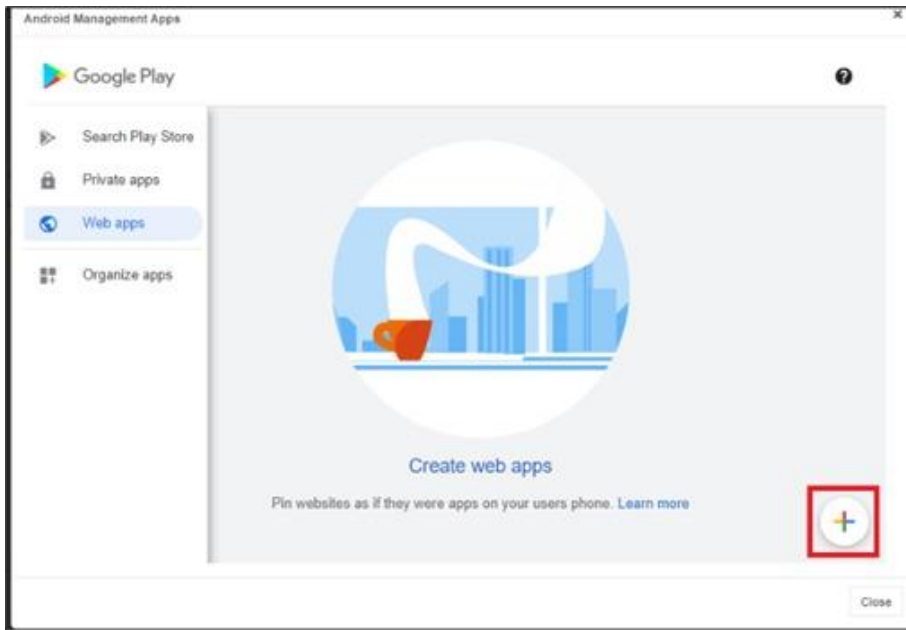 Android Management Apps
Google Play
Search Play Store
Private apps
Web apps
Organize apps
Create web apps
Pin websites as if they were apps on your users phone. Learn more
Close